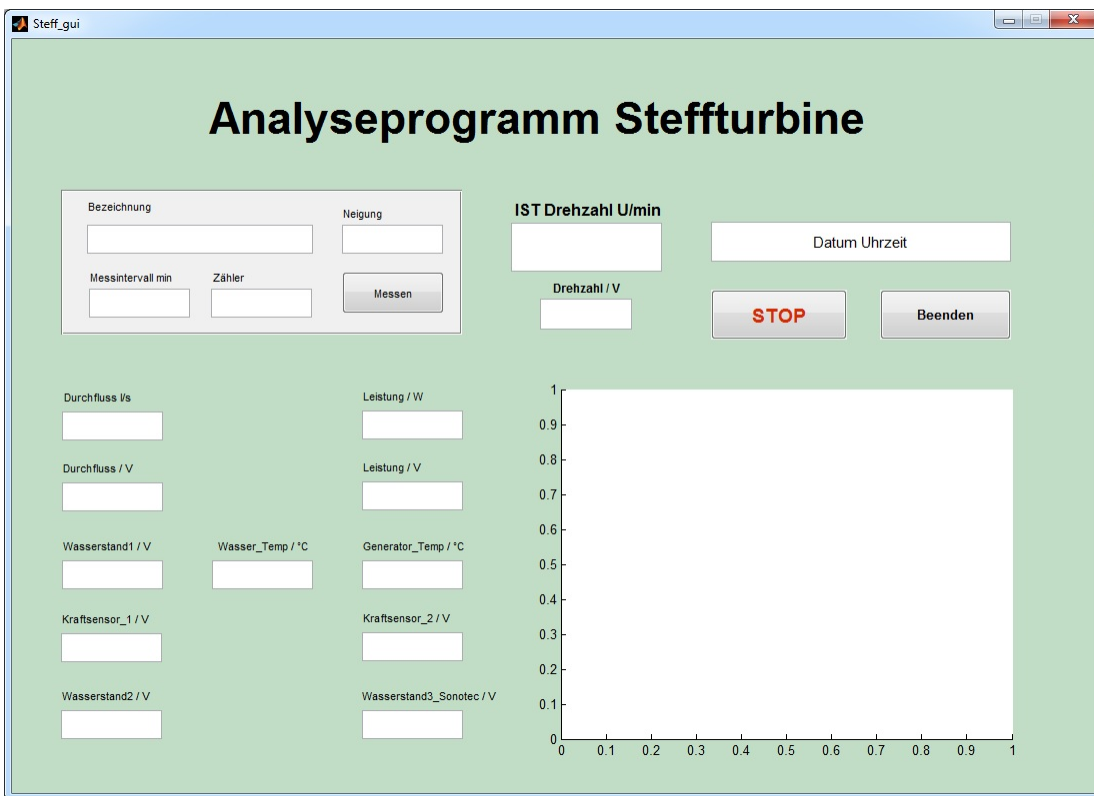 Steff_gui
Analyseprogramm Steffturbine
Bezeichnung
Neigung
Messintervall min
Zähler
Messen
IST Drehzahl U/min
Drehzahl / V
Datum Uhrzeit
STOP
Beenden
Durchfluss l/s
Leistung / W
Durchfluss / V
Leistung / V
Wasserstand1 / V
Wasser_Temp / °C
Generator_Temp / °C
Kraftsensor_1 / V
Kraftsensor_2 / V
Wasserstand2 / V
Wasserstand3_Sonotec / V
1
0.9
0.8
0.7
0.6
0.5
0.4
0.3
0.2
0.1
0
0 0.1 0.2 0.3 0.4 0.5 0.6 0.7 0.8 0.9 1